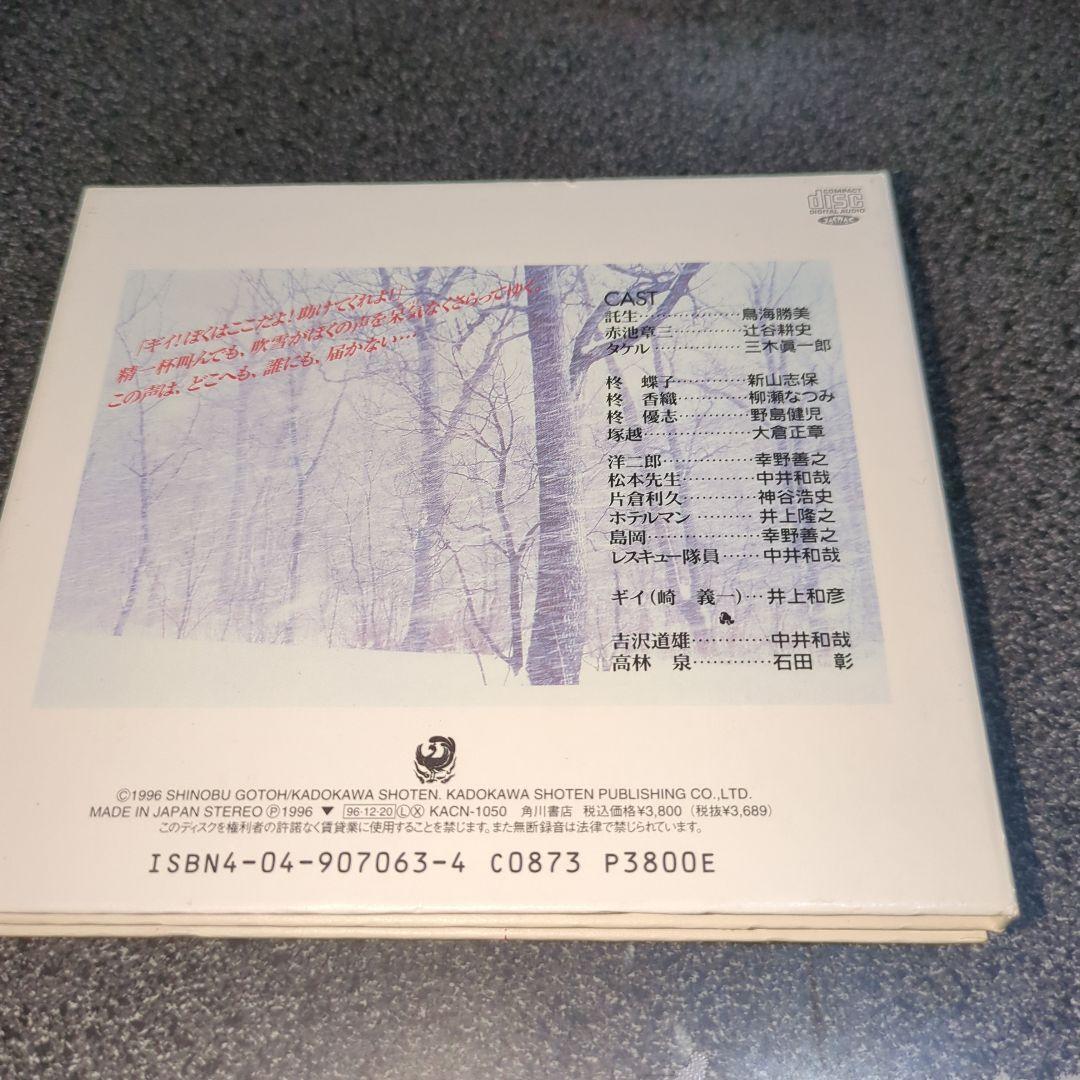 COMPACT
disc
DIGITAL AUDIO
「ギイ!ぼくはここだよ!助けてくれよ!」
精一杯叫んでも、吹雪がぼくの声を呆気なくさらってゆく。
この声は、どこへも、誰にも、届かない…
CAST
託生……………鳥海勝美
赤池章三…………辻谷耕史
タケル……………三木眞一郎
柊 蝶子…………新山志保
柊 香織…………柳瀬なつみ
柊 優志…………野島健児
塚越………………大倉正章
洋二郎……………幸野善之
松本先生…………中井和哉
片倉利久…………神谷浩史
ホテルマン………井上隆之
島岡………………幸野善之
レスキュー隊員……中井和哉
ギイ(崎 義一)…井上和彦
吉沢道雄…………中井和哉
高林 泉…………石田 彰
©1996 SHINOBU GOTOH/KADOKAWA SHOTEN. KADOKAWA SHOTEN PUBLISHING CO.,LTD.
MADE IN JAPAN STEREO Ⓟ1996 ▼ 96・12・20 Ⓛ Ⓧ KACN-1050 角川書店 税込価格¥3,800 (税抜¥3,689)
このディスクを権利者の許諾なく賃貸業に使用することを禁じます。また無断録音は法律で禁じられています。
ISBN4-04-907063-4 C0873 P3800E